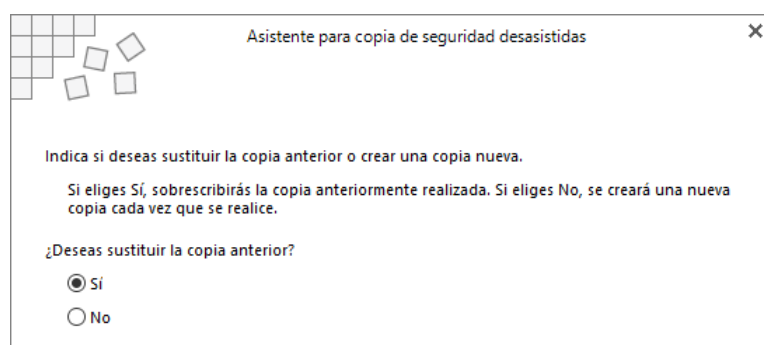 Asistente para copia de seguridad desasistidas
Indica si deseas sustituir la copia anterior o crear una copia nueva.
Si eliges Sí, sobrescribirás la copia anteriormente realizada. Si eliges No, se creará una nueva
copia cada vez que se realice.
¿Deseas sustituir la copia anterior?
Sí
No